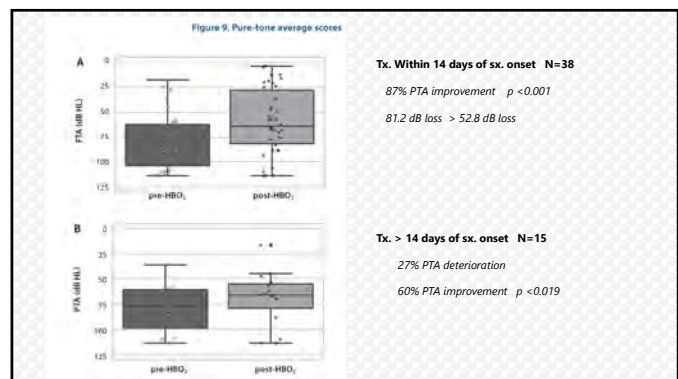 Figure 9. Pure-tone average scores
A
PTA (dB HL)
0
25
50
75
100
125
pre-HBO₂
post-HBO₂
Tx. Within 14 days of sx. onset N=38
87% PTA improvement p <0.001
81.2 dB loss > 52.8 dB loss
B
PTA (dB HL)
0
25
50
75
100
125
pre-HBO₂
post-HBO₂
Tx. > 14 days of sx. onset N=15
27% PTA deterioration
60% PTA improvement p <0.019